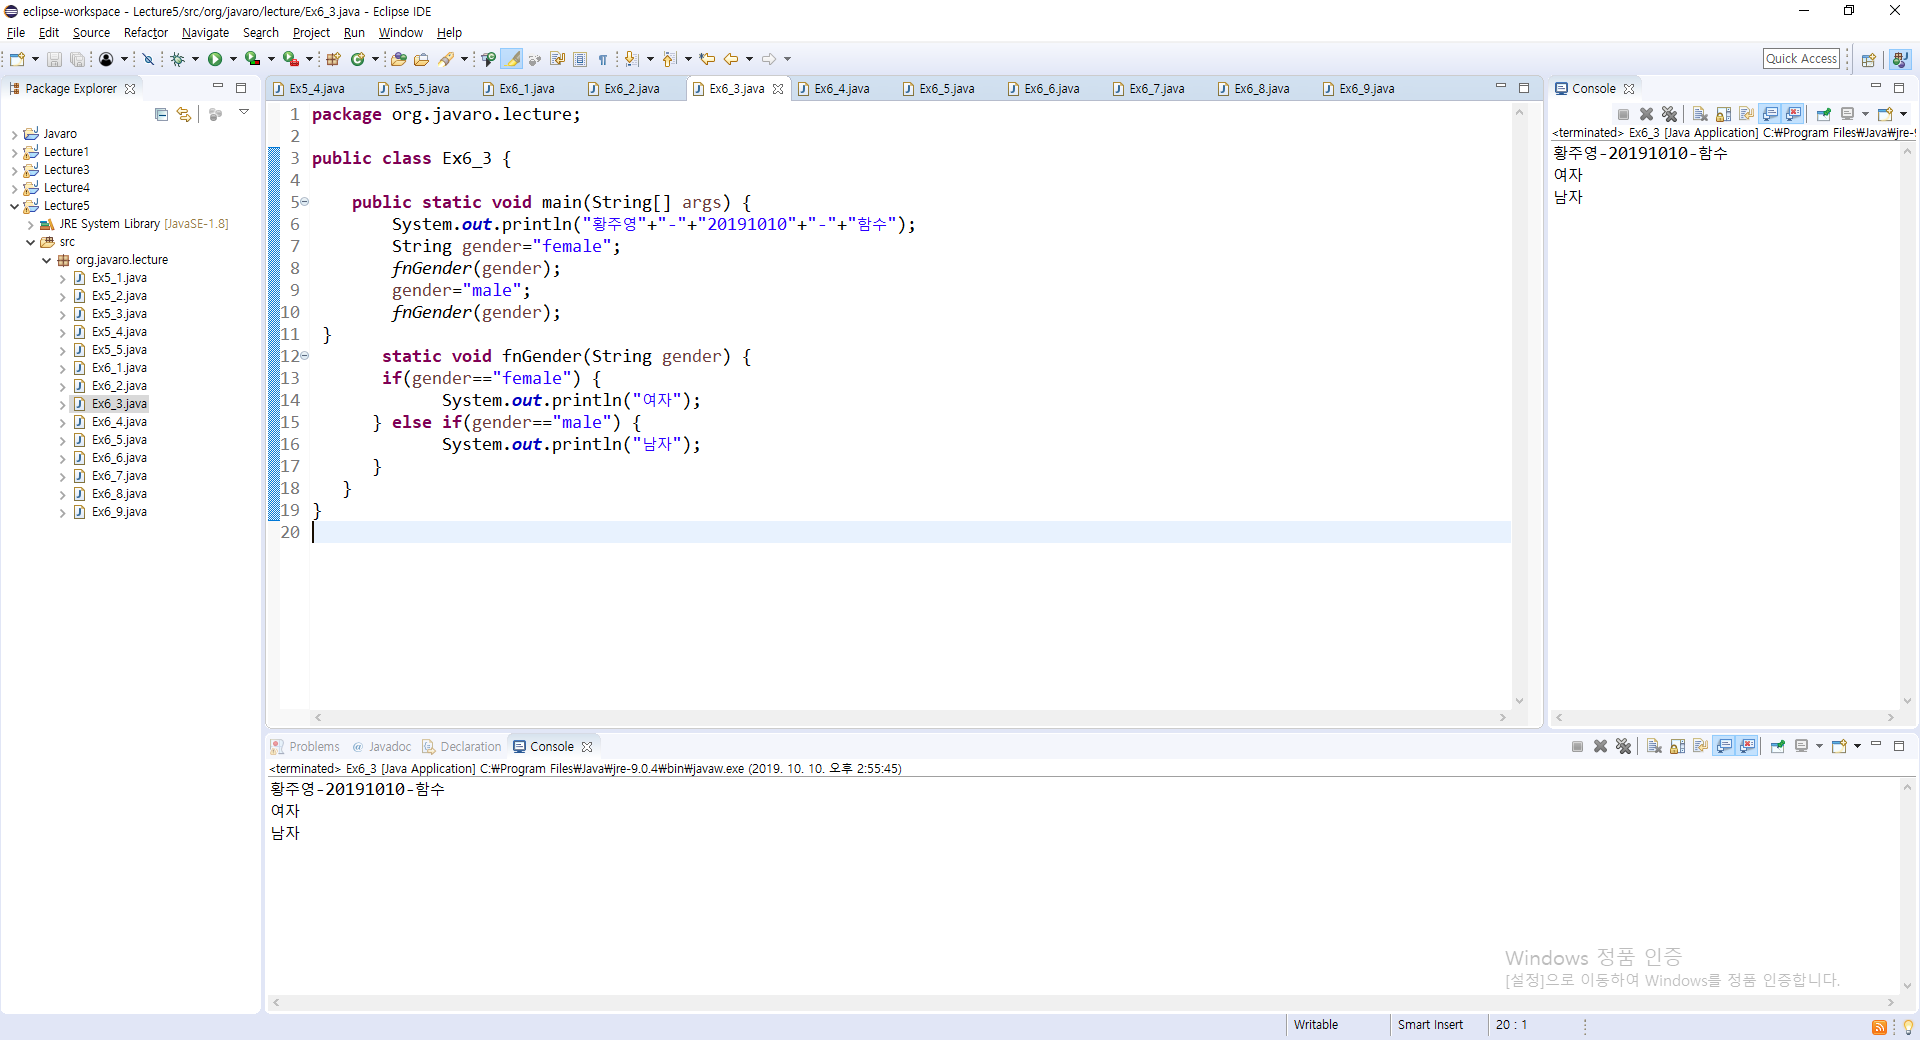 eclipse-workspace - Lecture5/src/org/javaro/lecture/Ex6_3.java - Eclipse IDE
File Edit Source Refactor Navigate Search Project Run Window Help
Quick Access
Package Explorer
Javaro
Lecture1
Lecture3
Lecture4
Lecture5
JRE System Library [JavaSE-1.8]
src
org.javaro.lecture
Ex5_1.java
Ex5_2.java
Ex5_3.java
Ex5_4.java
Ex5_5.java
Ex6_1.java
Ex6_2.java
Ex6_3.java
Ex6_4.java
Ex6_5.java
Ex6_6.java
Ex6_7.java
Ex6_8.java
Ex6_9.java
Ex5_4.java Ex5_5.java Ex6_1.java Ex6_2.java Ex6_3.java Ex6_4.java Ex6_5.java Ex6_6.java Ex6_7.java Ex6_8.java Ex6_9.java
1 package org.javaro.lecture;
2
3 public class Ex6_3 {
4
5 public static void main(String[] args) {
6 System.out.println("황주영"+"-"+"20191010"+"-"+"함수");
7 String gender="female";
8 fnGender(gender);
9 gender="male";
10 fnGender(gender);
11 }
12 static void fnGender(String gender) {
13 if(gender=="female") {
14 System.out.println("여자");
15 } else if(gender=="male") {
16 System.out.println("남자");
17 }
18 }
19 }
20
Console
<terminated> Ex6_3 [Java Application] C:₩Program Files₩Java₩jre-9
황주영-20191010-함수
여자
남자
Problems @ Javadoc Declaration Console
<terminated> Ex6_3 [Java Application] C:₩Program Files₩Java₩jre-9.0.4₩bin₩javaw.exe (2019. 10. 10. 오후 2:55:45)
황주영-20191010-함수
여자
남자
Windows 정품 인증
[설정]으로 이동하여 Windows를 정품 인증합니다.
Writable Smart Insert 20 : 1